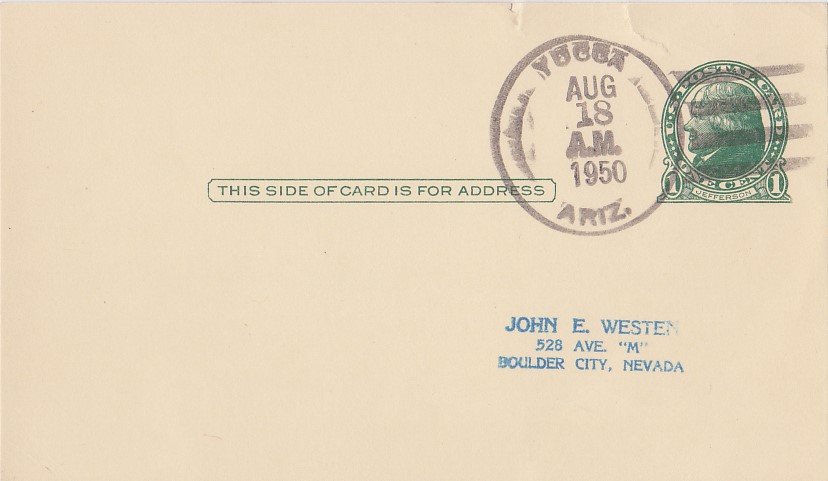 YUCCA
AUG
18
A.M.
1950
ARIZ.
U.S. POSTAL CARD
ONE CENT
1 1
JEFFERSON
THIS SIDE OF CARD IS FOR ADDRESS
JOHN E. WESTEN
528 AVE. "M"
BOULDER CITY, NEVADA